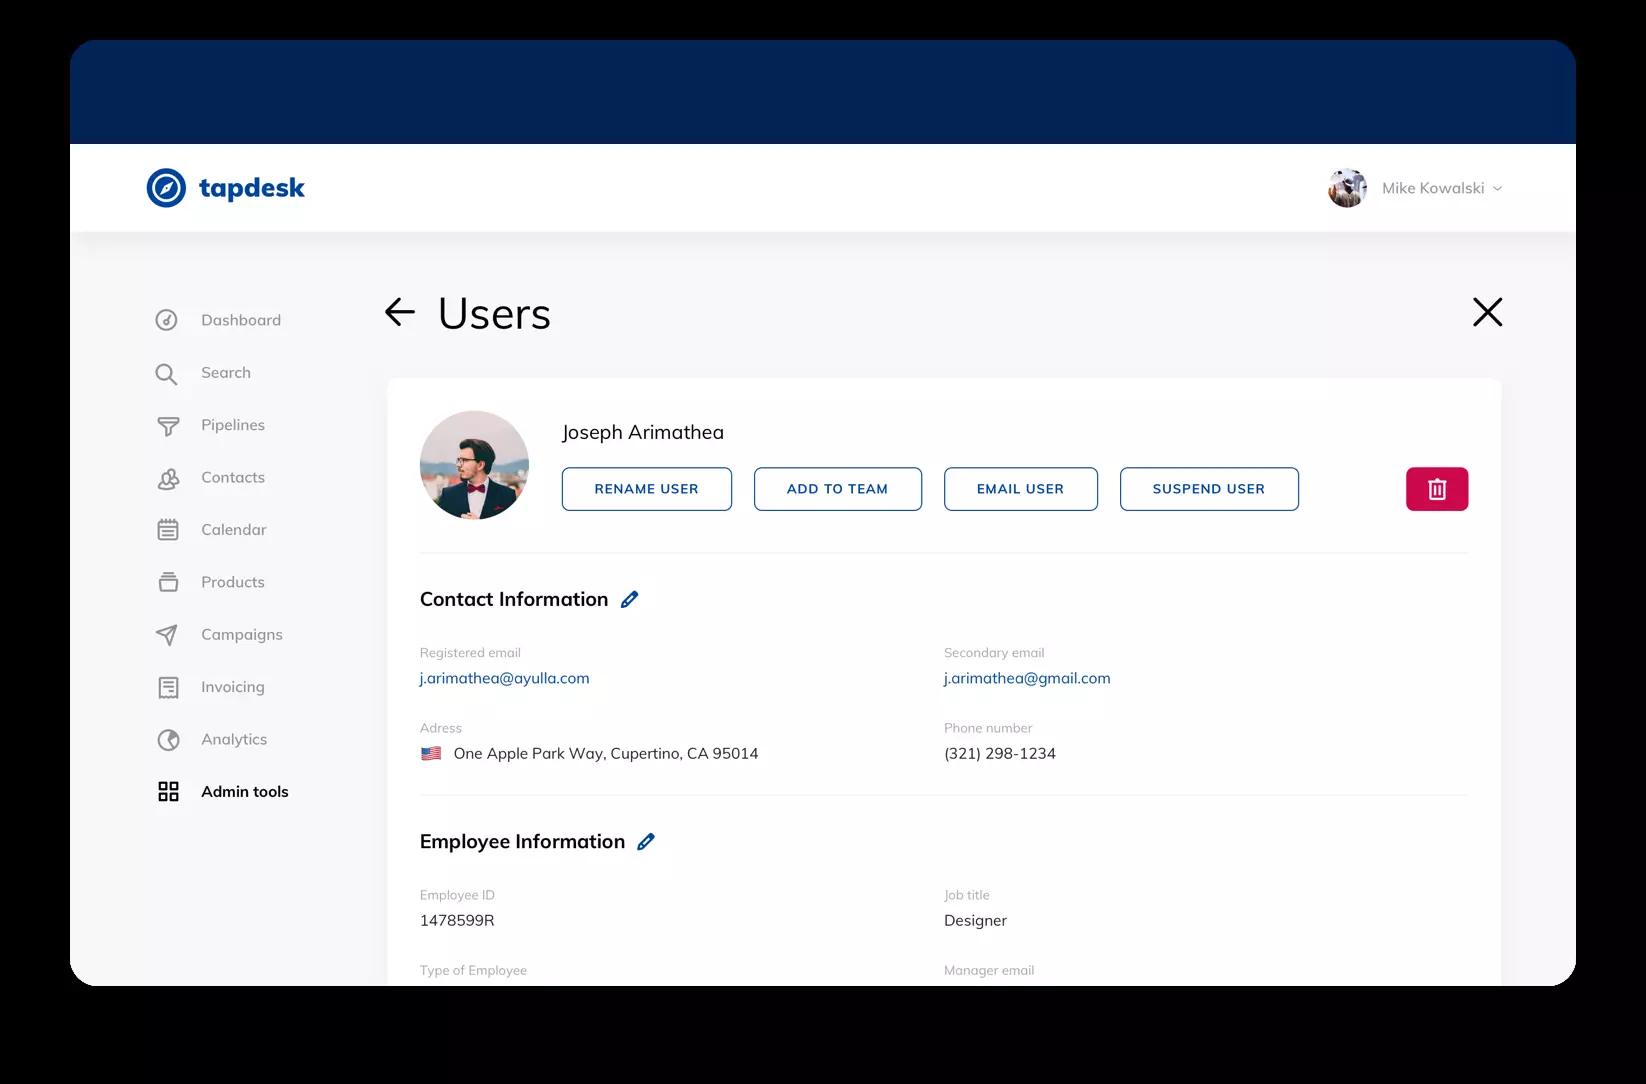 tapdesk
Mike Kowalski
Dashboard
Search
Pipelines
Contacts
Calendar
Products
Campaigns
Invoicing
Analytics
Admin tools
Users
Joseph Arimathea
RENAME USER
ADD TO TEAM
EMAIL USER
SUSPEND USER
Contact Information
Registered email
j.arimathea@ayulla.com
Secondary email
j.arimathea@gmail.com
Adress
One Apple Park Way, Cupertino, CA 95014
Phone number
(321) 298-1234
Employee Information
Employee ID
1478599R
Job title
Designer
Type of Employee
Manager email